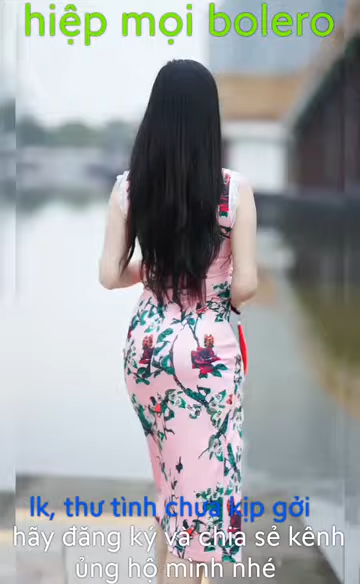 hiệp mọi bolero
lk, thư tình chưa kịp gởi
hãy đăng ký và chia sẻ kênh
ủng hộ mình nhé